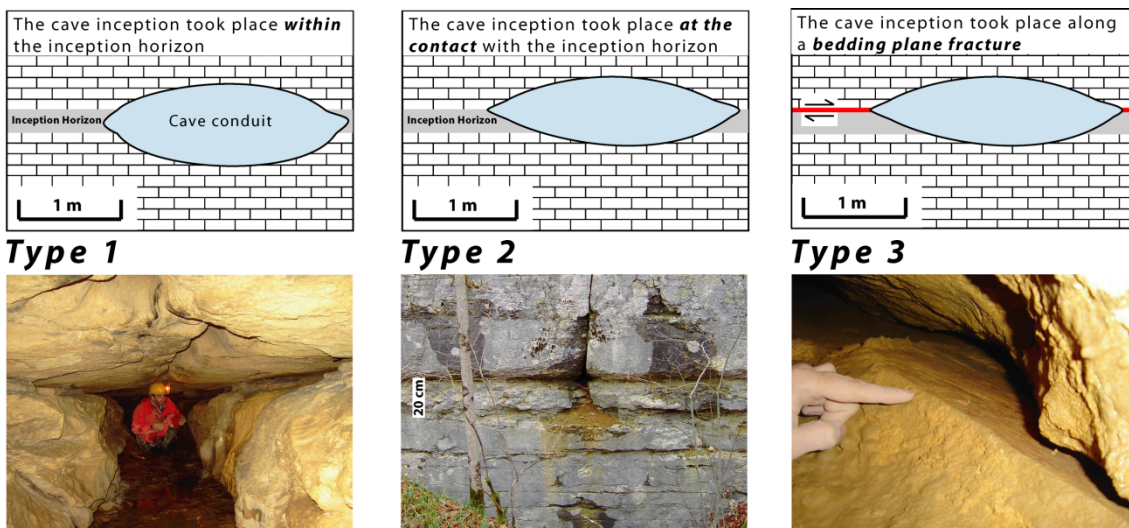 The cave inception took place within
the inception horizon
Inception Horizon
Cave conduit
1 m
Type 1
The cave inception took place at the
contact with the inception horizon
Inception Horizon
1 m
Type 2
20 cm
The cave inception took place along
a bedding plane fracture
1 m
Type 3